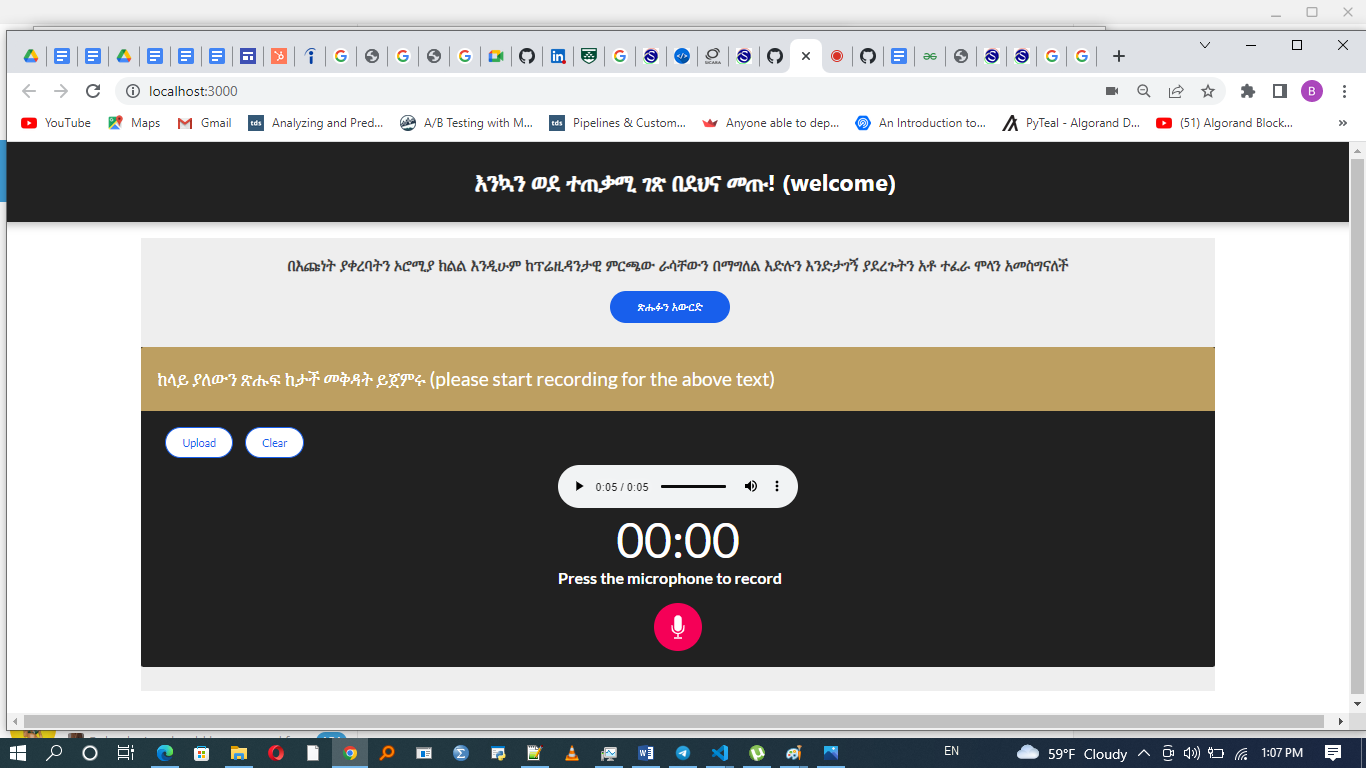 localhost:3000
YouTube
Maps
Gmail
Analyzing and Pred...
A/B Testing with M...
Pipelines & Custom...
Anyone able to dep...
An Introduction to...
PyTeal - Algorand D...
(51) Algorand Block...
እንኳን ወደ ተጠቃሚ ገጽ በደህና መጡ! (welcome)
በእጩነት ያቀረባትን ኦሮሚያ ክልል እንዲሁም ከፕሬዚዳንታዊ ምርጫው ራሳቸውን በማግለል እድሉን እንድታገኝ ያደረጉትን አቶ ተፈራ ሞላን አመስግናለች
ጽሑፉን አውርድ
ከላይ ያለውን ጽሑፍ ከታች መቅዳት ይጀምሩ (please start recording for the above text)
Upload
Clear
0:05 / 0:05
00:00
Press the microphone to record
EN
59°F Cloudy
1:07 PM